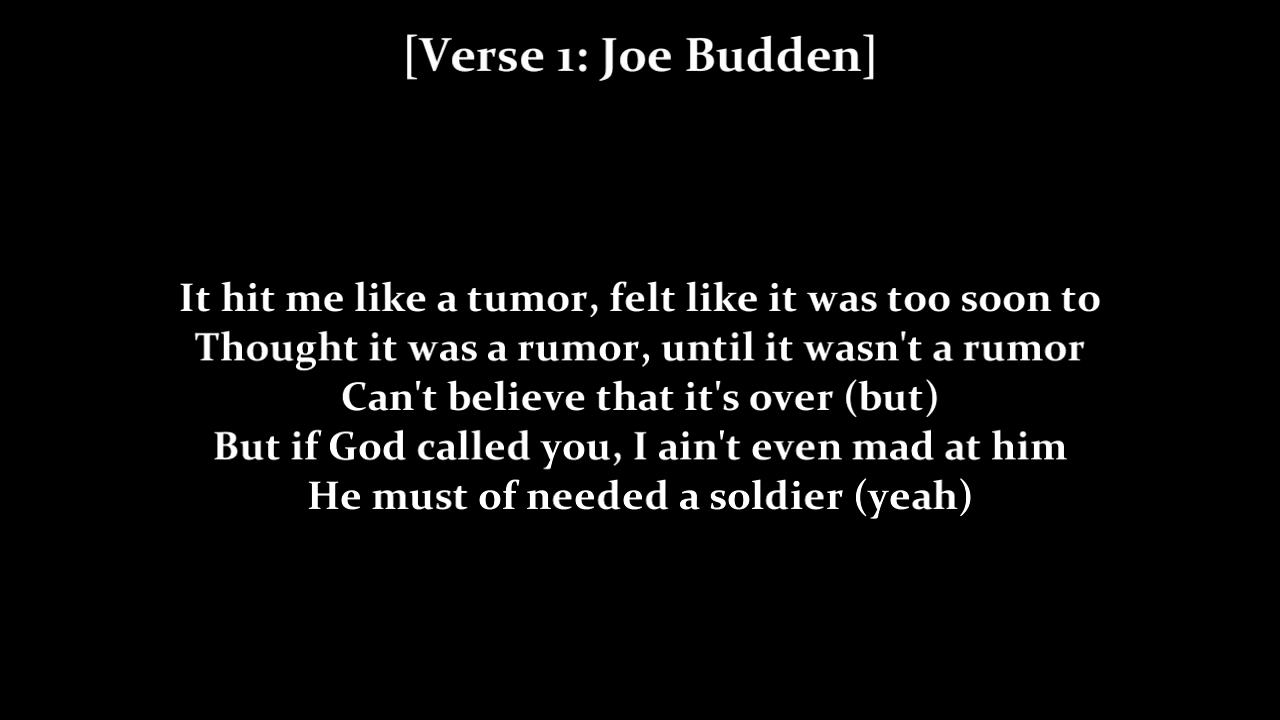 [Verse 1: Joe Budden]
It hit me like a tumor, felt like it was too soon to
Thought it was a rumor, until it wasn't a rumor
Can't believe that it's over (but)
But if God called you, I ain't even mad at him
He must of needed a soldier (yeah)